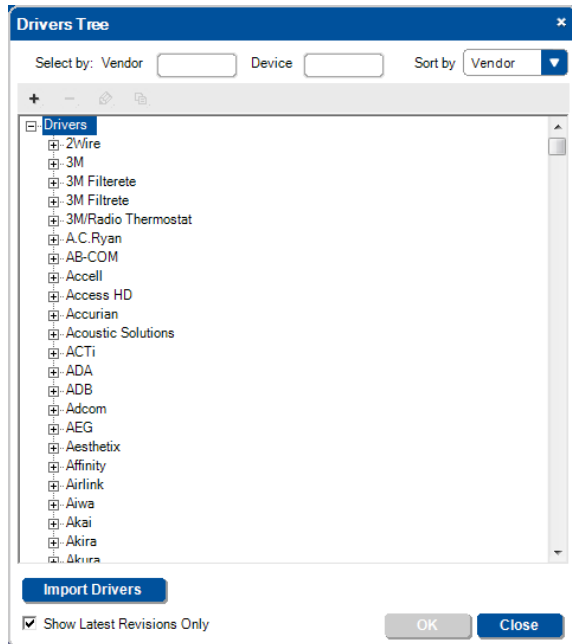 Drivers Tree
Select by: Vendor Device Sort by Vendor
Drivers
2Wire
3M
3M Filterete
3M Filtrete
3M/Radio Thermostat
A.C.Ryan
AB-COM
Accell
Access HD
Accurian
Acoustic Solutions
ACTi
ADA
ADB
Adcom
AEG
Aesthetix
Affinity
Airlink
Aiwa
Akai
Akira
Akura
Import Drivers
Show Latest Revisions Only OK Close